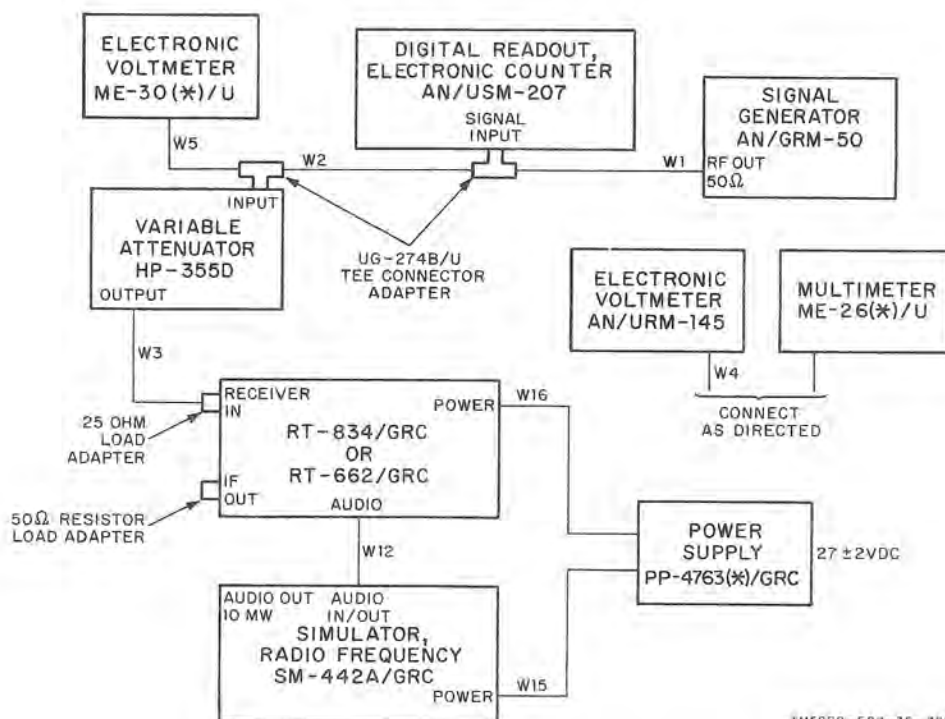 ELECTRONIC
VOLTMETER
ME-30(*)/U
DIGITAL READOUT,
ELECTRONIC COUNTER
AN/USM-207
SIGNAL
INPUT
SIGNAL
GENERATOR
AN/GRM-50
RF OUT
50Ω
W5
W2
W1
INPUT
VARIABLE
ATTENUATOR
HP-355D
OUTPUT
UG-274B/U
TEE CONNECTOR
ADAPTER
ELECTRONIC
VOLTMETER
AN/URM-145
MULTIMETER
ME-26(*)/U
W4
CONNECT
AS DIRECTED
W3
25 OHM
LOAD
ADAPTER
RECEIVER
IN
POWER
RT-834/GRC
OR
RT-662/GRC
IF
OUT
AUDIO
W16
50Ω RESISTOR
LOAD ADAPTER
W12
POWER
SUPPLY
PP-4763(*)/GRC
27 ±2VDC
AUDIO OUT
10 MW
AUDIO
IN/OUT
SIMULATOR,
RADIO FREQUENCY
SM-442A/GRC
POWER
W15